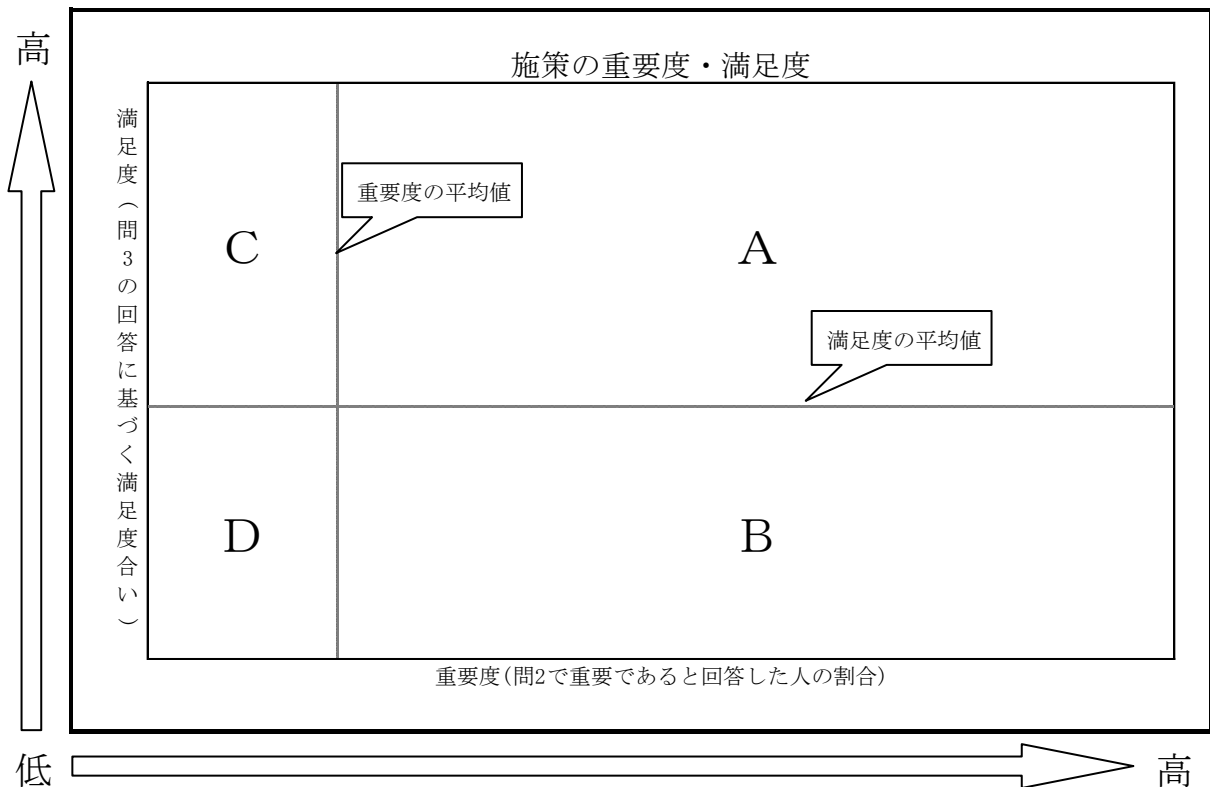 高
施策の重要度・満足度
満足度(問3の回答に基づく満足度合い)
重要度の平均値
C
A
満足度の平均値
D
B
重要度(問2で重要であると回答した人の割合)
低
高